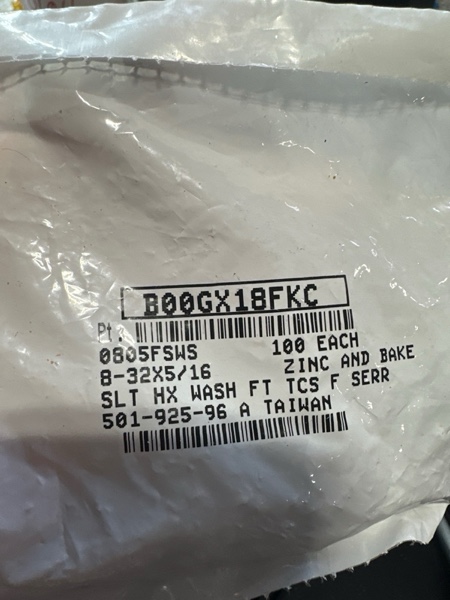 B00GX18FKC
Pt.
0805FSWS 100 EACH
8-32X5/16 ZINC AND BAKE
SLT HX WASH FT TCS F SERR
501-925-96 A TAIWAN